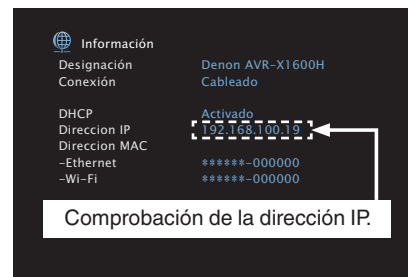 Información
Designación Denon AVR-X1600H
Conexión Cableado
DHCP Activado
Direccion IP 192.168.100.19
Direccion MAC
-Ethernet ******-000000
-Wi-Fi ******-000000
Comprobación de la dirección IP.